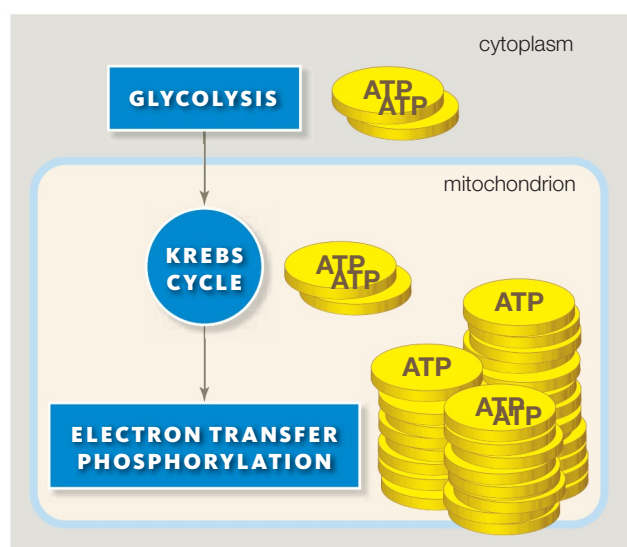 cytoplasm
GLYCOLYSIS
ATP
ATP
mitochondrion
KREBS
CYCLE
ATP
ATP
ATP
ATP
ATP
ATP
ELECTRON TRANSFER
PHOSPHORYLATION